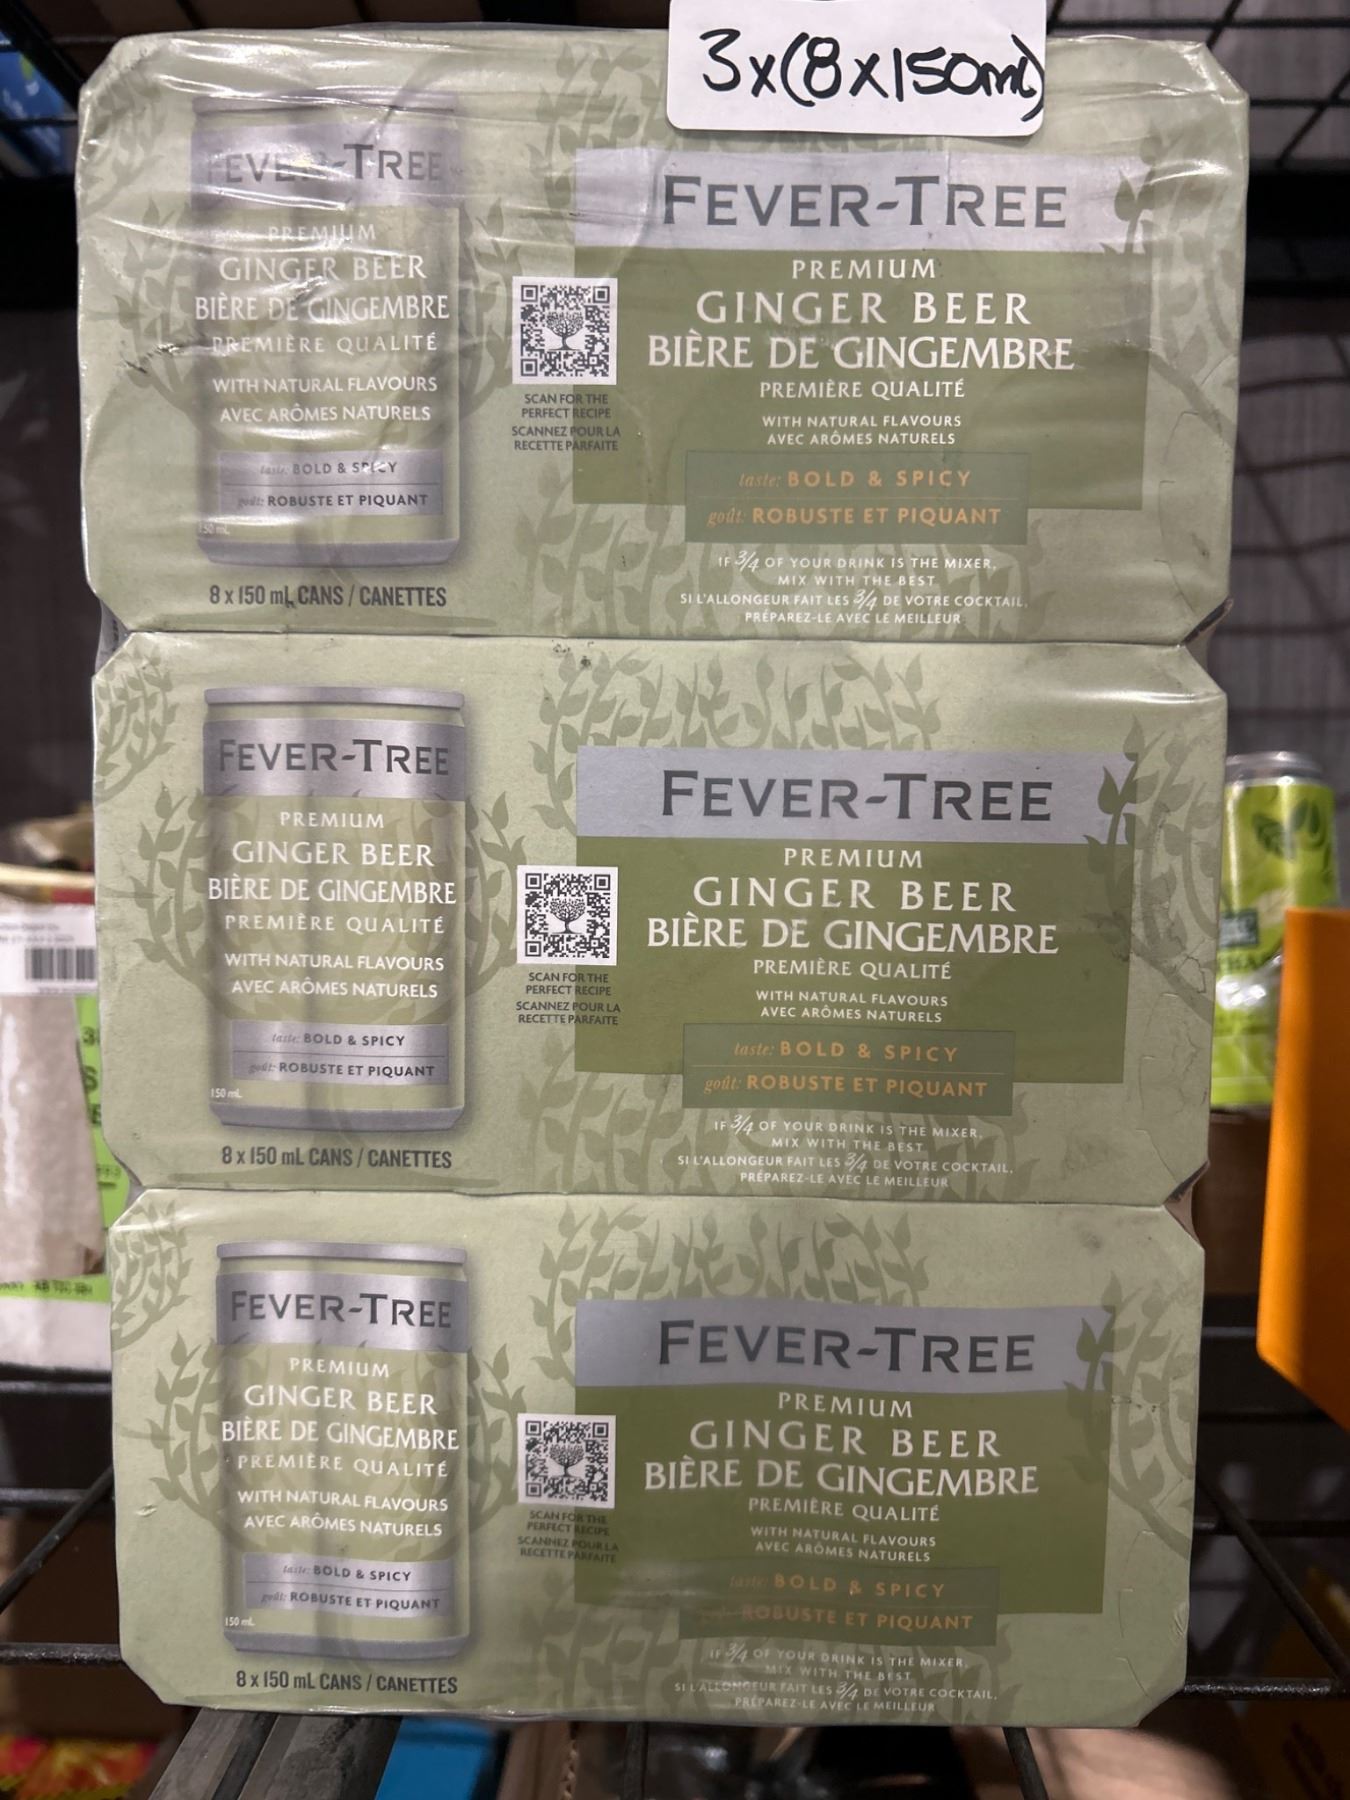 3x(8x150ml)
FEVER-TREE
PREMIUM
GINGER BEER
BIÈRE DE GINGEMBRE
PREMIÈRE QUALITÉ
WITH NATURAL FLAVOURS
AVEC ARÔMES NATURELS
taste: BOLD & SPICY
goût: ROBUSTE ET PIQUANT
150 mL
8 x 150 mL CANS / CANETTES
SCAN FOR THE
PERFECT RECIPE
SCANNEZ POUR LA
RECETTE PARFAITE
FEVER-TREE
PREMIUM
GINGER BEER
BIÈRE DE GINGEMBRE
PREMIÈRE QUALITÉ
WITH NATURAL FLAVOURS
AVEC ARÔMES NATURELS
taste: BOLD & SPICY
goût: ROBUSTE ET PIQUANT
IF 3/4 OF YOUR DRINK IS THE MIXER,
MIX WITH THE BEST
SI L'ALLONGEUR FAIT LES 3/4 DE VOTRE COCKTAIL,
PRÉPAREZ-LE AVEC LE MEILLEUR
FEVER-TREE
PREMIUM
GINGER BEER
BIÈRE DE GINGEMBRE
PREMIÈRE QUALITÉ
WITH NATURAL FLAVOURS
AVEC ARÔMES NATURELS
taste: BOLD & SPICY
goût: ROBUSTE ET PIQUANT
150 mL
8 x 150 mL CANS / CANETTES
SCAN FOR THE
PERFECT RECIPE
SCANNEZ POUR LA
RECETTE PARFAITE
FEVER-TREE
PREMIUM
GINGER BEER
BIÈRE DE GINGEMBRE
PREMIÈRE QUALITÉ
WITH NATURAL FLAVOURS
AVEC ARÔMES NATURELS
taste: BOLD & SPICY
goût: ROBUSTE ET PIQUANT
IF 3/4 OF YOUR DRINK IS THE MIXER,
MIX WITH THE BEST
SI L'ALLONGEUR FAIT LES 3/4 DE VOTRE COCKTAIL,
PRÉPAREZ-LE AVEC LE MEILLEUR
FEVER-TREE
PREMIUM
GINGER BEER
BIÈRE DE GINGEMBRE
PREMIÈRE QUALITÉ
WITH NATURAL FLAVOURS
AVEC ARÔMES NATURELS
taste: BOLD & SPICY
goût: ROBUSTE ET PIQUANT
150 mL
8 x 150 mL CANS / CANETTES
SCAN FOR THE
PERFECT RECIPE
SCANNEZ POUR LA
RECETTE PARFAITE
FEVER-TREE
PREMIUM
GINGER BEER
BIÈRE DE GINGEMBRE
PREMIÈRE QUALITÉ
WITH NATURAL FLAVOURS
AVEC ARÔMES NATURELS
taste: BOLD & SPICY
goût: ROBUSTE ET PIQUANT
IF 3/4 OF YOUR DRINK IS THE MIXER,
MIX WITH THE BEST
SI L'ALLONGEUR FAIT LES 3/4 DE VOTRE COCKTAIL,
PRÉPAREZ-LE AVEC LE MEILLEUR